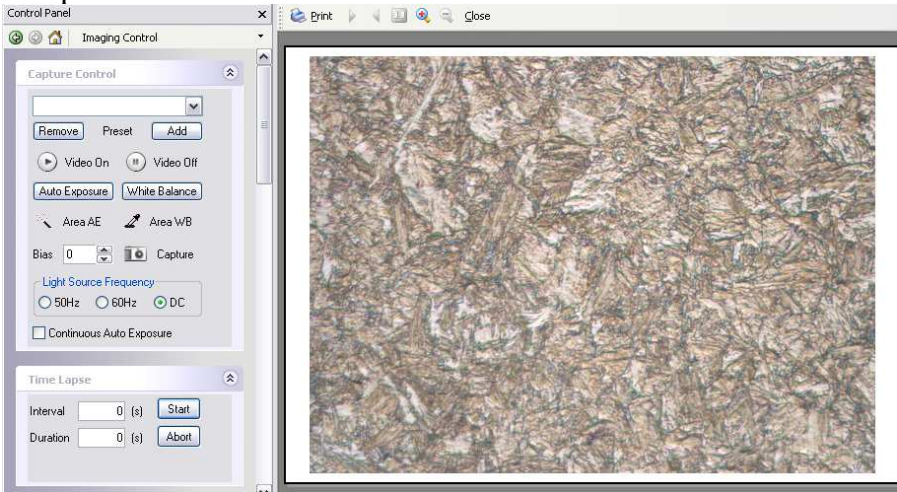 Control Panel
Print Close
Imaging Control
Capture Control
Remove Preset Add
Video On Video Off
Auto Exposure White Balance
Area AE Area WB
Bias 0 Capture
Light Source Frequency
50Hz 60Hz DC
Continuous Auto Exposure
Time Lapse
Interval 0 (s) Start
Duration 0 (s) Abort